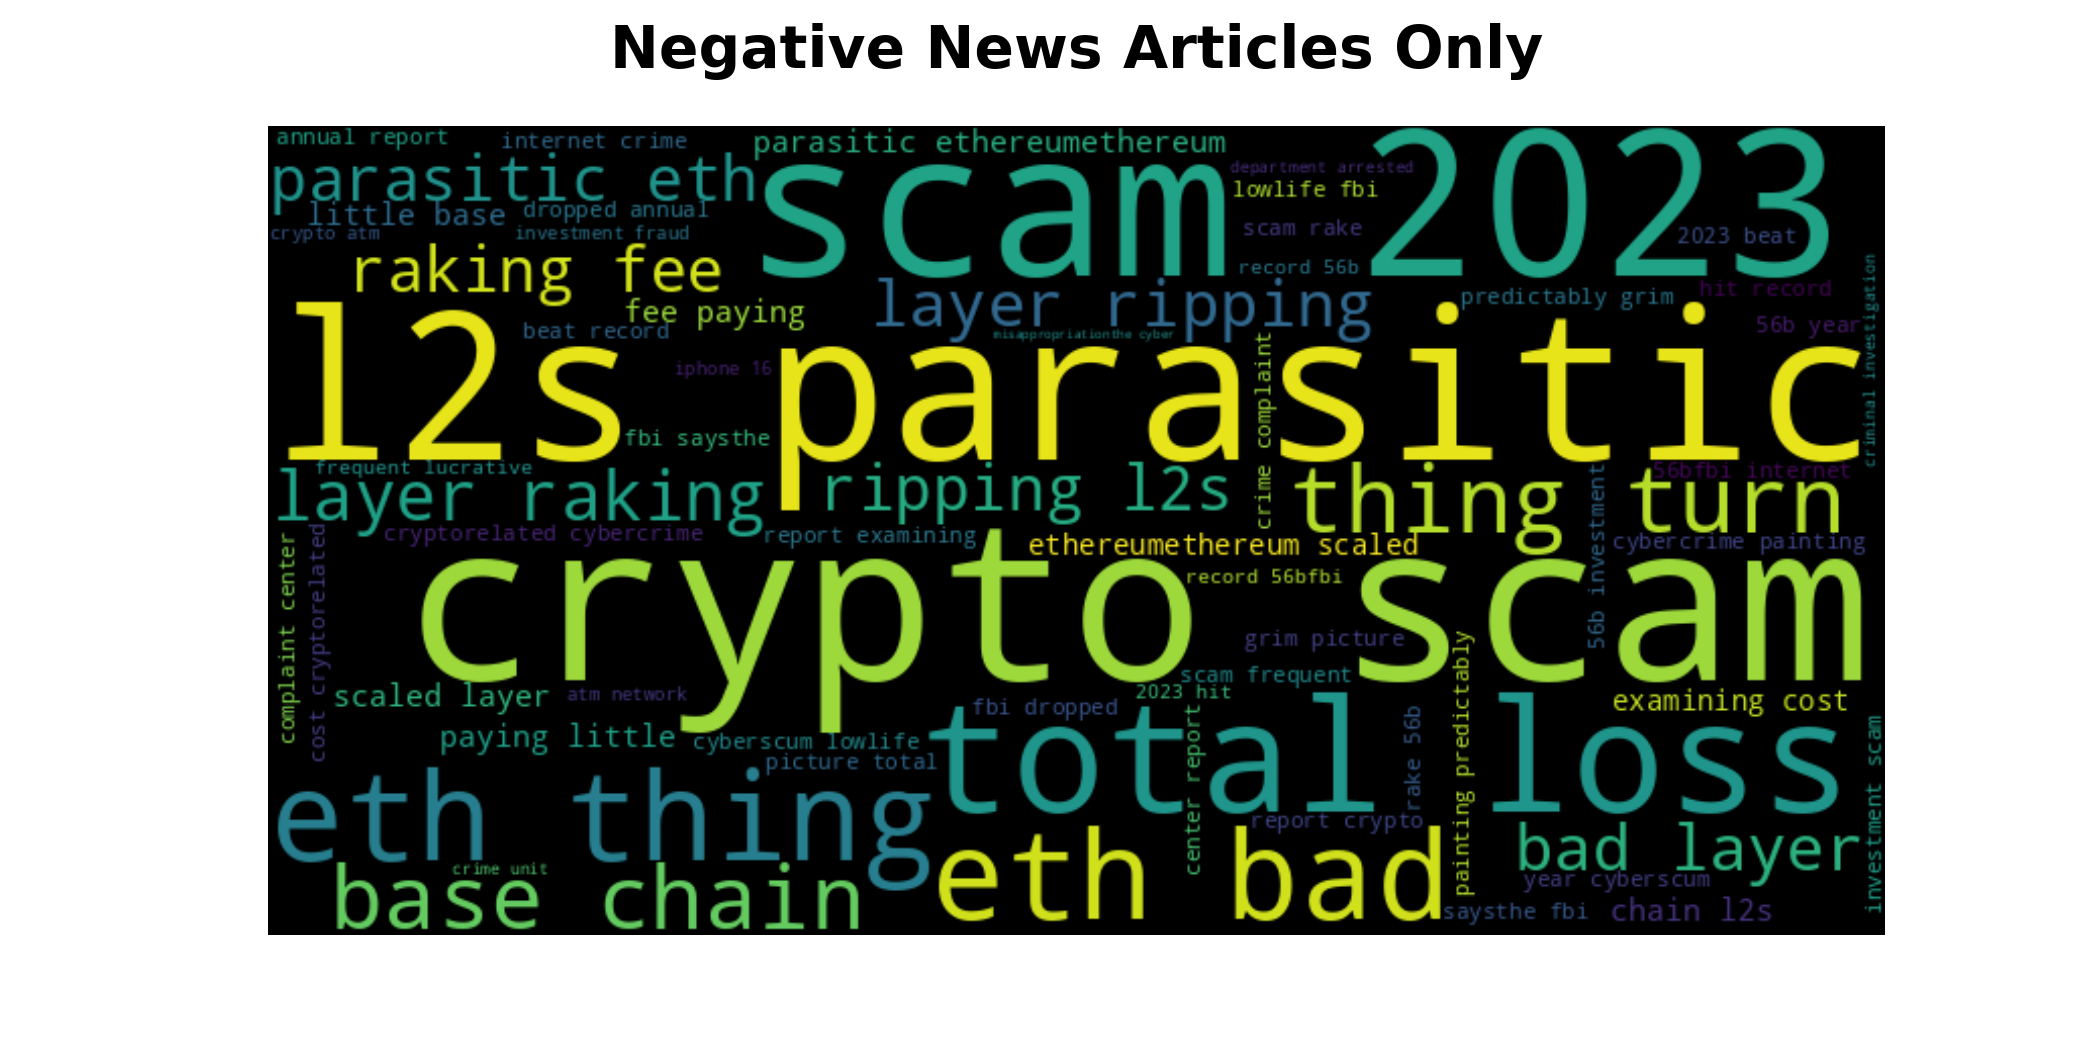 Negative News Articles Only
annual report
internet crime
parasitic ethereumethereum
scam
2023
department arrested
parasitic eth
lowlife fbi
little base
dropped annual
crypto atm
investment fraud
scam rake
2023 beat
raking fee
record 56b
layer ripping
predictably grim
hit record
criminal investigation
fee paying
beat record
misappropriationthe cyber
56b year
l2s parasitic
iphone 16
crime complaint
fbi saysthe
frequent lucrative
layer raking
ripping l2s
thing turn
56bfbi internet
56b investment
cryptorelated cybercrime
report examining
ethereumethereum scaled
cybercrime painting
complaint center
cost cryptorelated
crypto scam
record 56bfbi
grim picture
painting predictably
scam frequent
scaled layer
atm network
2023 hit
examining cost
fbi dropped
total loss
center report
rake 56b
investment scam
paying little
cyberscum lowlife
picture total
eth thing
report crypto
eth bad
bad layer
crime unit
base chain
year cyberscum
saysthe fbi
chain l2s